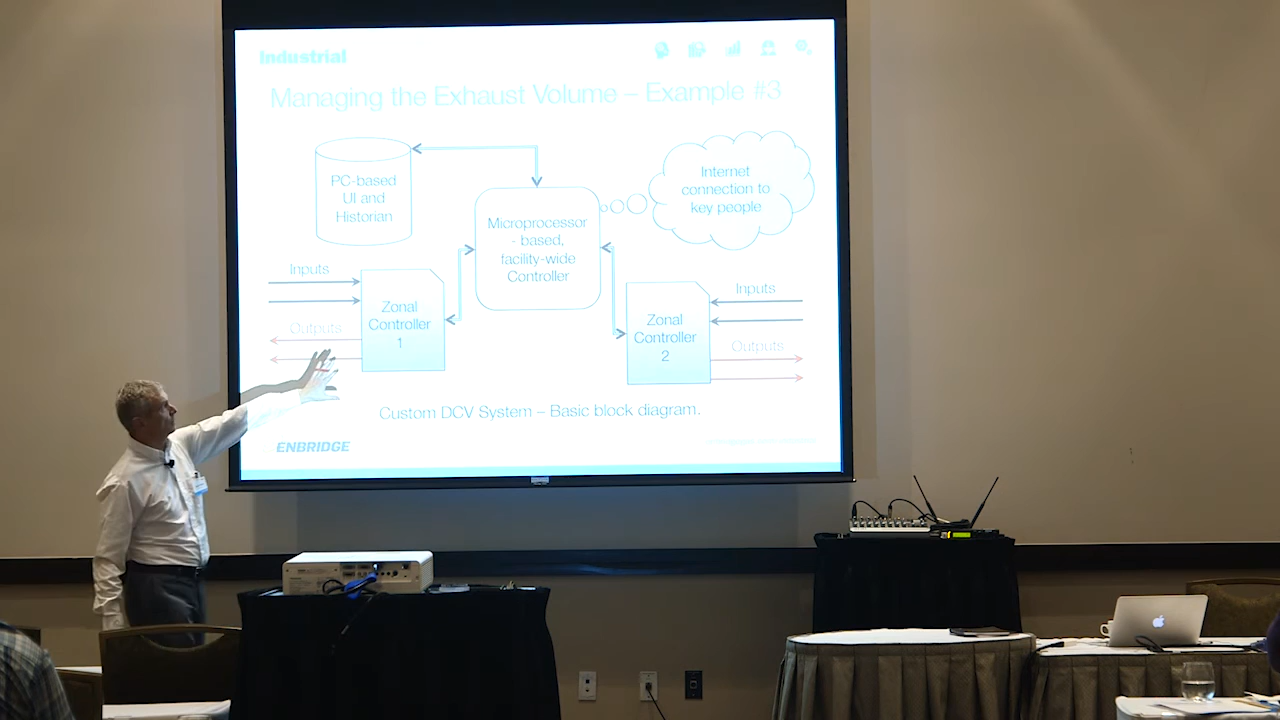 Industrial
Managing the Exhaust Volume – Example #3
PC-based
UI and
Historian
Internet
connection to
key people
Microprocessor
- based,
facility-wide
Controller
Inputs
Outputs
Zonal
Controller
1
Zonal
Controller
2
Inputs
Outputs
Custom DCV System – Basic block diagram.
ENBRIDGE